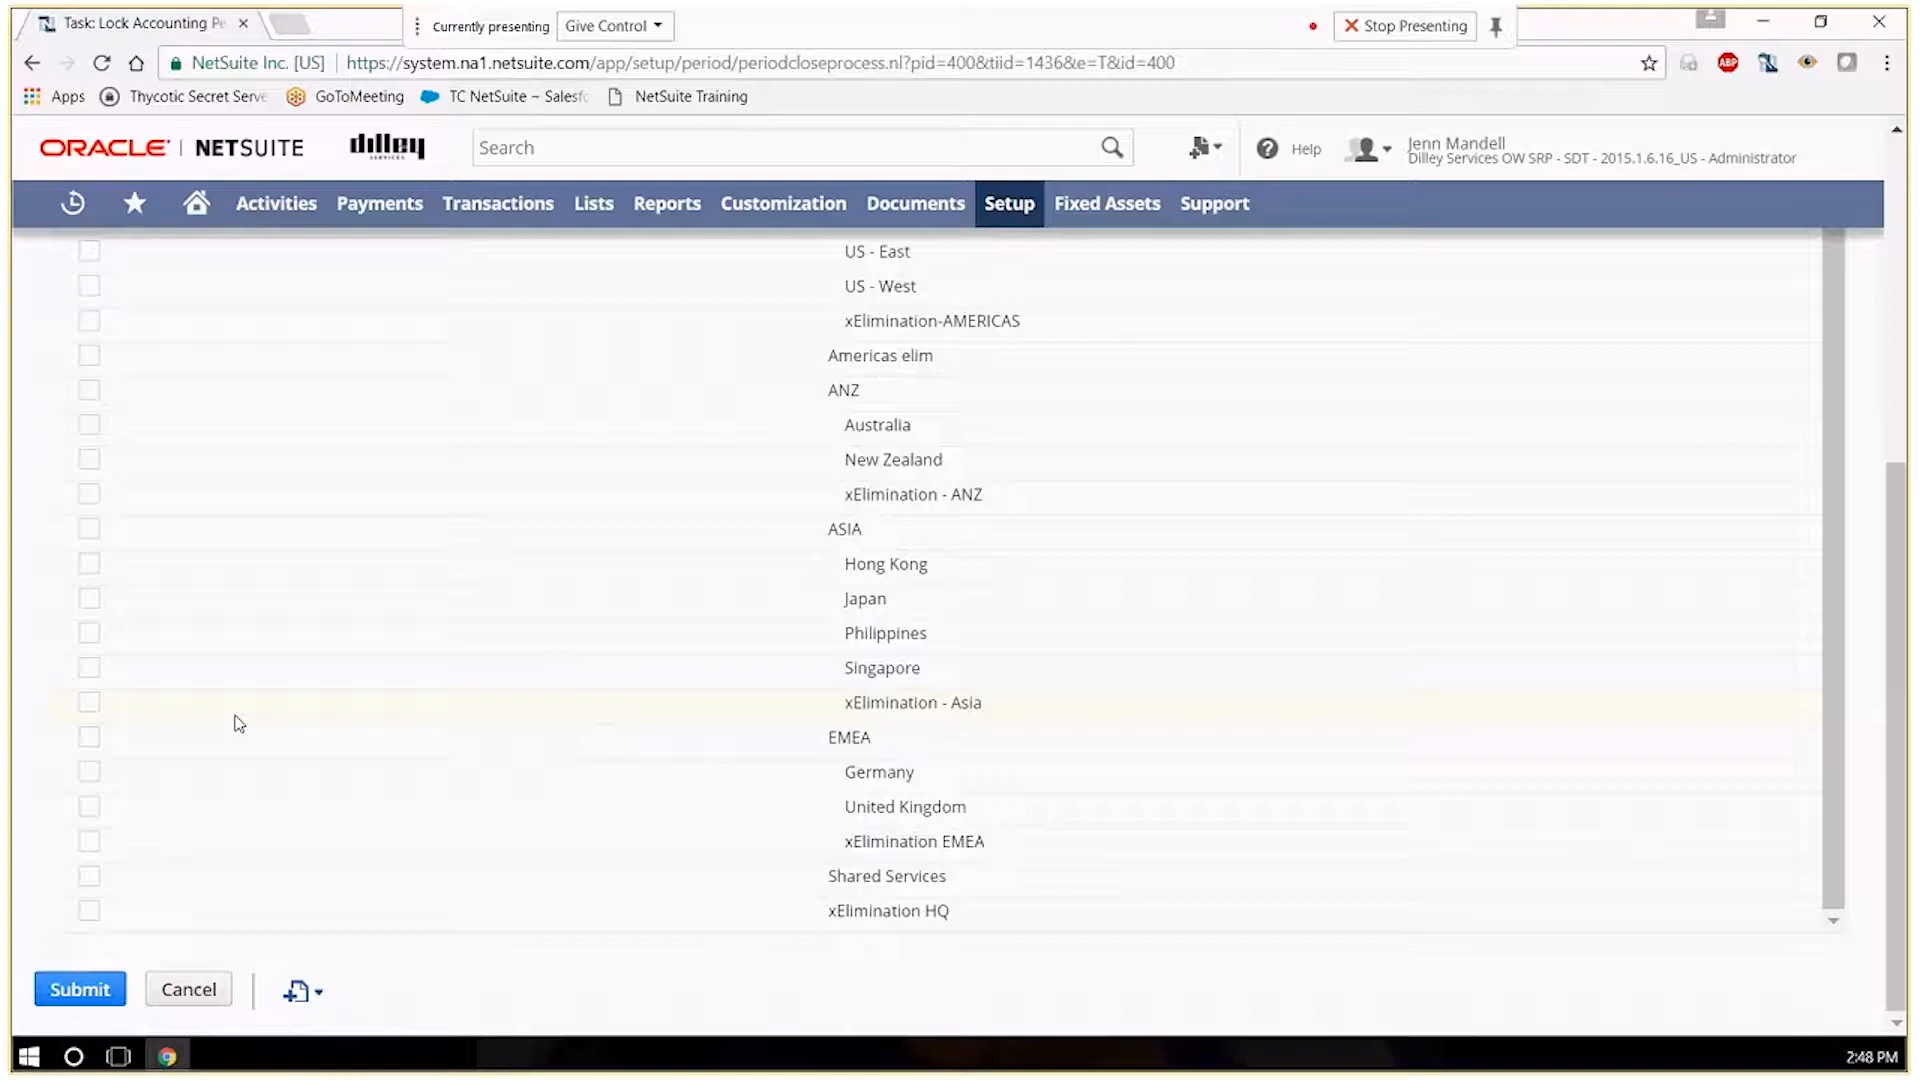 Task: Lock Accounting Pe
Currently presenting
Give Control
Stop Presenting
NetSuite Inc. [US]
https://system.na1.netsuite.com/app/setup/period/periodcloseprocess.nl?pid=400&tiid=1436&e=T&id=400
ABP
Apps
Thycotic Secret Serve
GoToMeeting
TC NetSuite ~ Salesfo
NetSuite Training
ORACLE | NETSUITE
dilley
SERVICES
Search
Help
Jenn Mandell
Dilley Services OW SRP - SDT - 2015.1.6.16_US - Administrator
Activities
Payments
Transactions
Lists
Reports
Customization
Documents
Setup
Fixed Assets
Support
US - East
US - West
xElimination-AMERICAS
Americas elim
ANZ
Australia
New Zealand
xElimination - ANZ
ASIA
Hong Kong
Japan
Philippines
Singapore
xElimination - Asia
EMEA
Germany
United Kingdom
xElimination EMEA
Shared Services
xElimination HQ
Submit
Cancel
2:48 PM